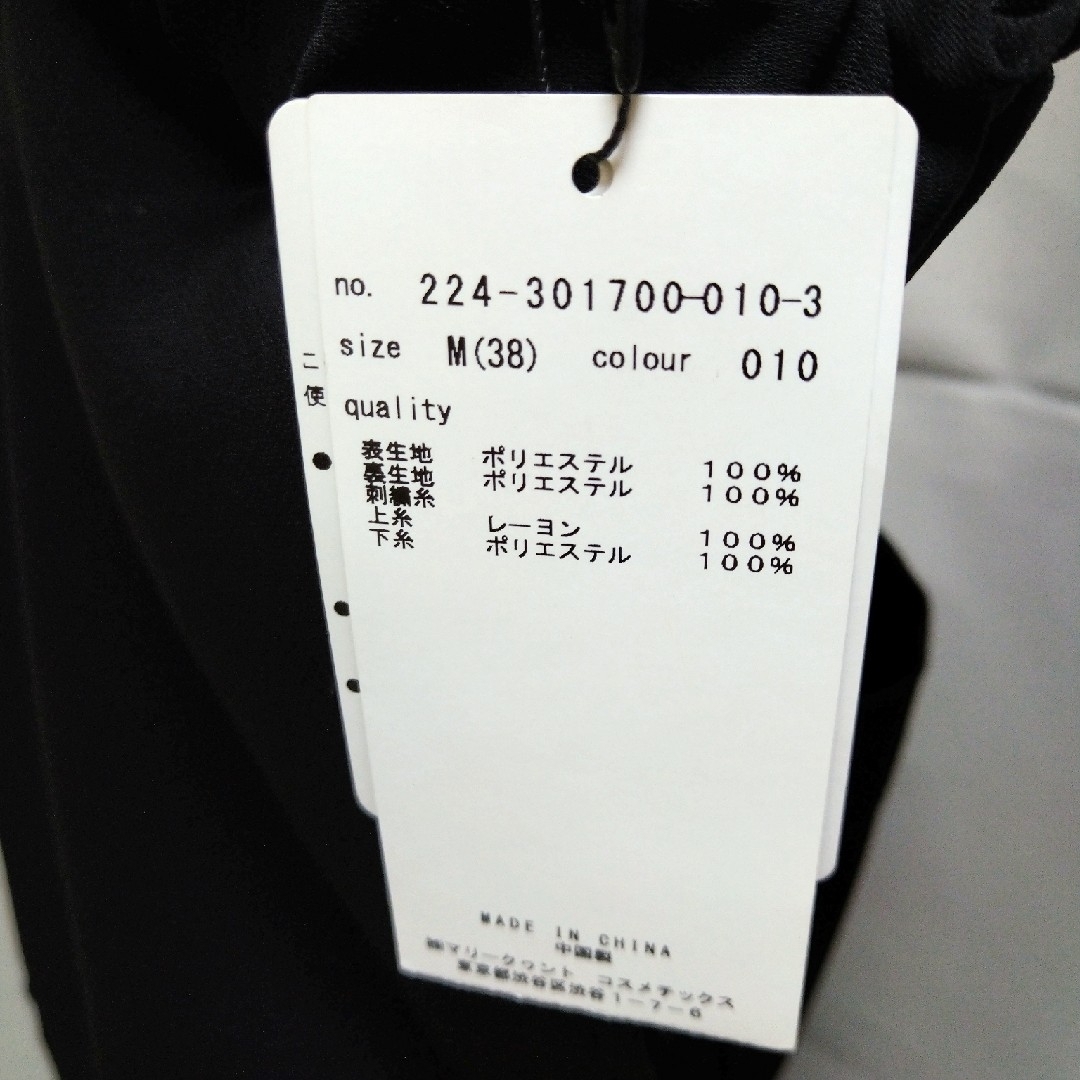 no. 224-301700-010-3
size M(38) colour 010
quality
表生地 ポリエステル 100%
裏生地 ポリエステル 100%
刺繍糸
上糸 レーヨン 100%
下糸 ポリエステル 100%
MADE IN CHINA
中国製
㈱マリークワント コスメチックス
東京都渋谷区渋谷1-7-6
こ
使